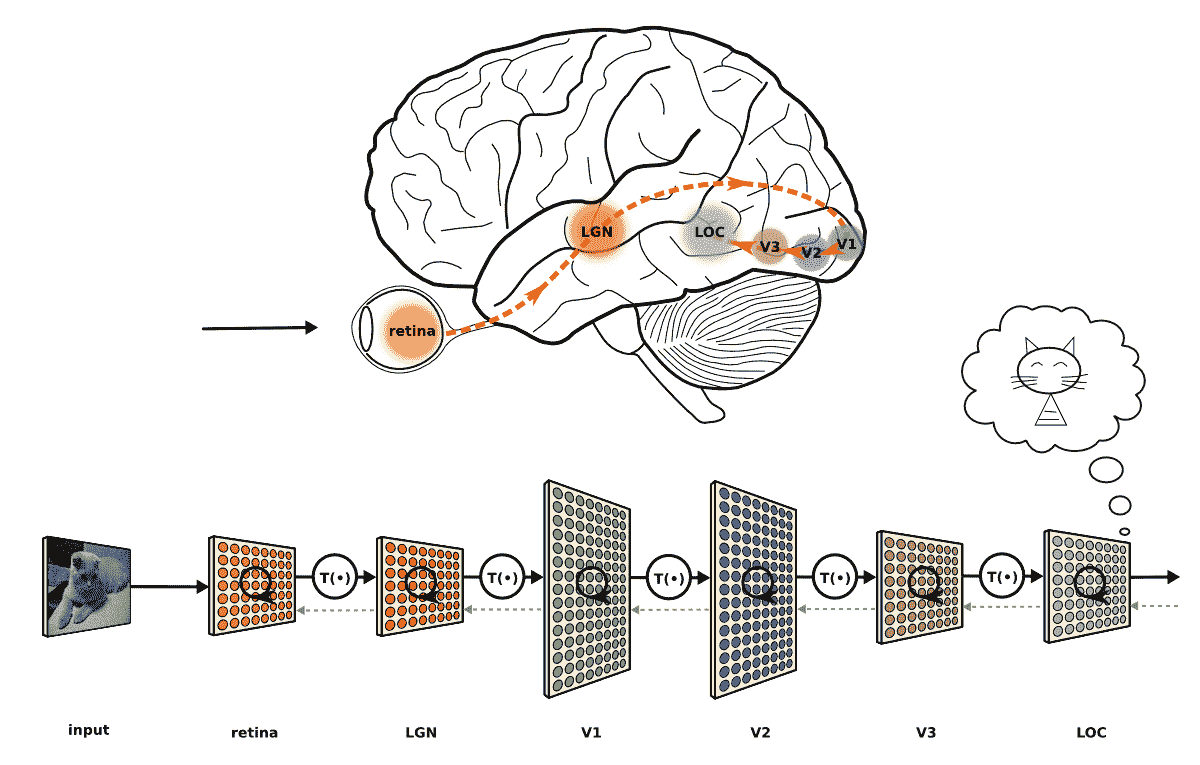 LGN
LOC
V3
V2
V1
retina
T(•)
T(•)
T(•)
T(•)
T(•)
input
retina
LGN
V1
V2
V3
LOC